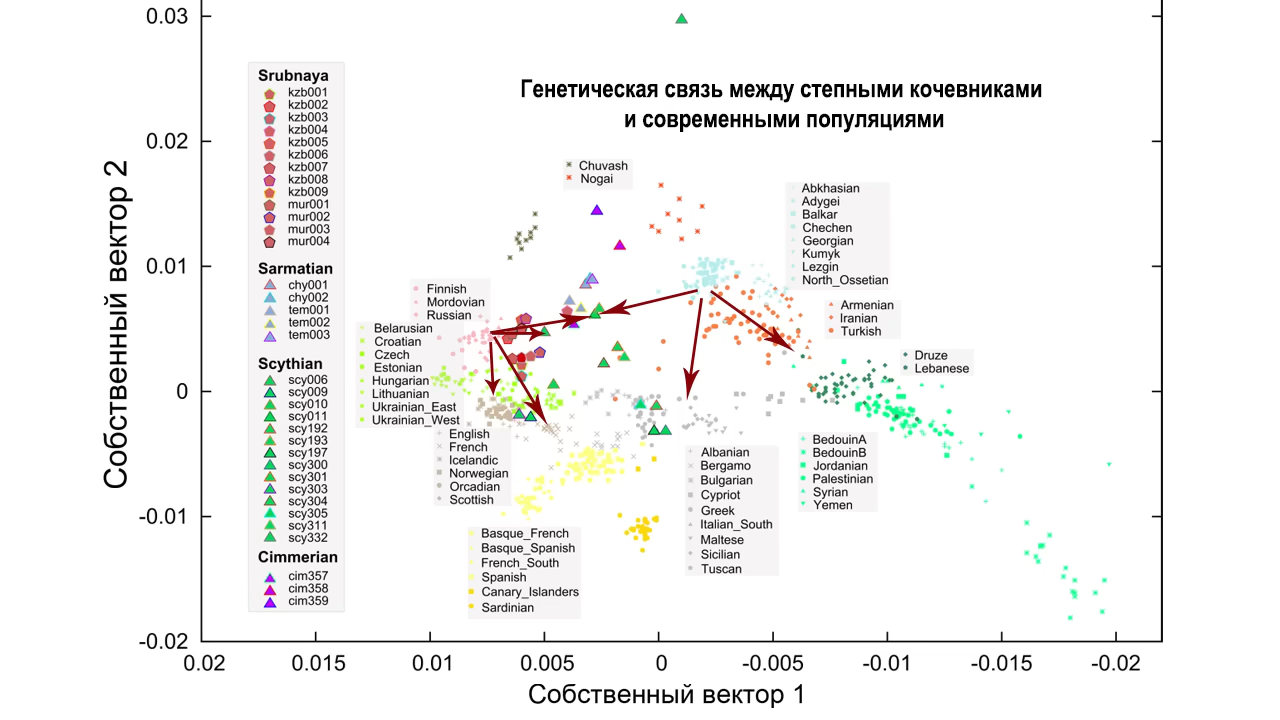 Генетическая связь между степными кочевниками
и современными популяциями
Собственный вектор 2
0.03
0.02
0.01
0
-0.01
-0.02
Srubnaya
kzb001
kzb002
kzb003
kzb004
kzb005
kzb006
kzb007
kzb008
kzb009
mur001
mur002
mur003
mur004
Sarmatian
chy001
chy002
tem001
tem002
tem003
Scythian
scy006
scy009
scy010
scy011
scy192
scy193
scy197
scy300
scy301
scy303
scy304
scy305
scy311
scy332
Cimmerian
cim357
cim358
cim359
Chuvash
Nogai
Finnish
Mordovian
Russian
Belarusian
Croatian
Czech
Estonian
Hungarian
Lithuanian
Ukrainian_East
Ukrainian_West
English
French
Icelandic
Norwegian
Orcadian
Scottish
Basque_French
Basque_Spanish
French_South
Spanish
Canary_Islanders
Sardinian
Abkhasian
Adygei
Balkar
Chechen
Georgian
Kumyk
Lezgin
North_Ossetian
Armenian
Iranian
Turkish
Druze
Lebanese
BedouinA
BedouinB
Jordanian
Palestinian
Syrian
Yemen
Albanian
Bergamo
Bulgarian
Cypriot
Greek
Italian_South
Maltese
Sicilian
Tuscan
0.02 0.015 0.01 0.005 0 -0.005 -0.01 -0.015 -0.02
Собственный вектор 1